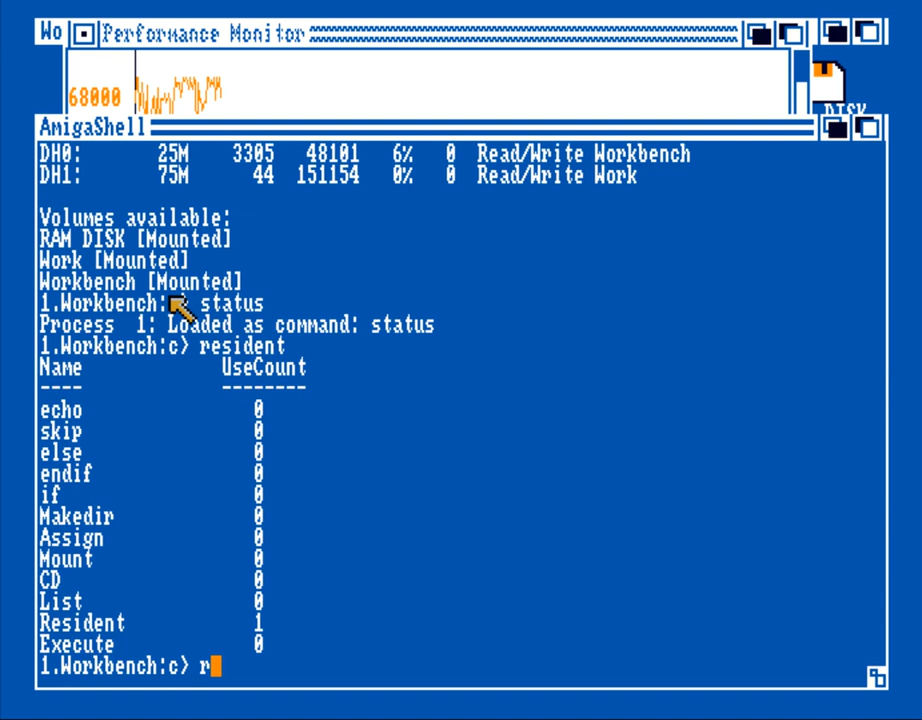 Wo Performance Monitor
68000
DISK
AmigaShell
DH0: 25M 3305 48101 6% 0 Read/Write Workbench
DH1: 75M 44 151154 0% 0 Read/Write Work
Volumes available:
RAM DISK [Mounted]
Work [Mounted]
Workbench [Mounted]
1.Workbench: status
Process 1: Loaded as command: status
1.Workbench:c> resident
Name UseCount
---- --------
echo 0
skip 0
else 0
endif 0
if 0
Makedir 0
Assign 0
Mount 0
CD 0
List 0
Resident 1
Execute 0
1.Workbench:c> r